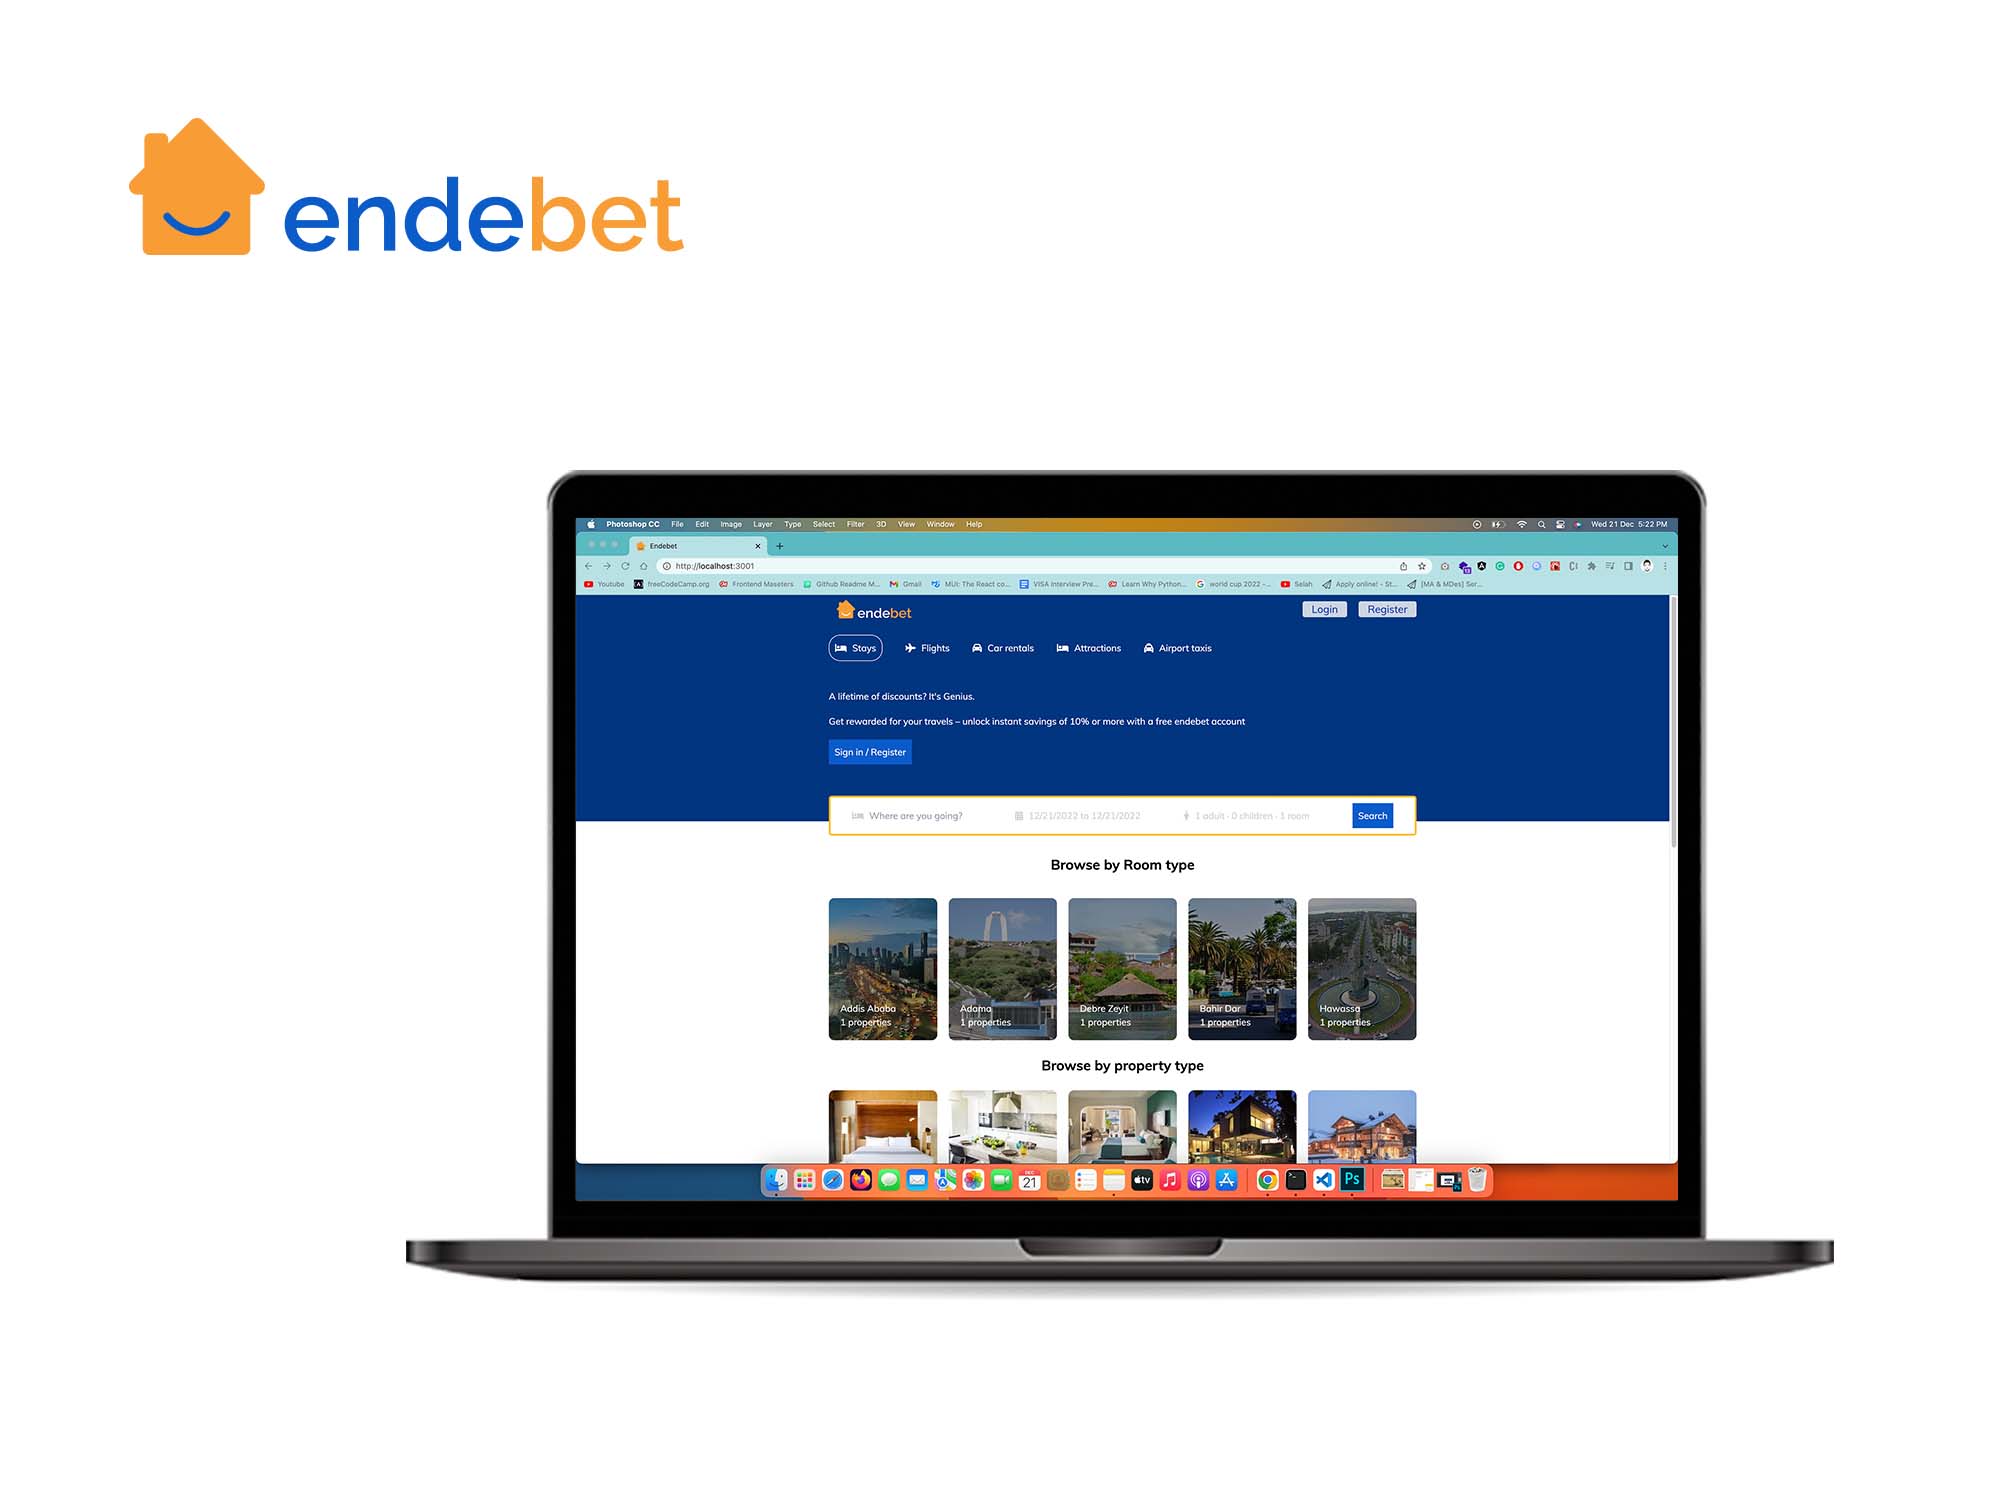 endebet
Photoshop CC File Edit Image Layer Type Select Filter 3D View Window Help
Wed 21 Dec 5:22 PM
Endebet
http://localhost:3001
Youtube freeCodeCamp.org Frontend Maseters Github Readme M... Gmail MUI: The React co... VISA Interview Pre... Learn Why Python... world cup 2022 -... Selah Apply online! - St... [MA & MDes] Ser...
endebet
Login Register
Stays Flights Car rentals Attractions Airport taxis
A lifetime of discounts? It's Genius.
Get rewarded for your travels – unlock instant savings of 10% or more with a free endebet account
Sign in / Register
Where are you going? 12/21/2022 to 12/21/2022 1 adult · 0 children · 1 room Search
Browse by Room type
Addis Ababa Adama Debre Zeyit Bahir Dar Hawassa
1 properties 1 properties 1 properties 1 properties 1 properties
Browse by property type
DEC
21
tv
Ps